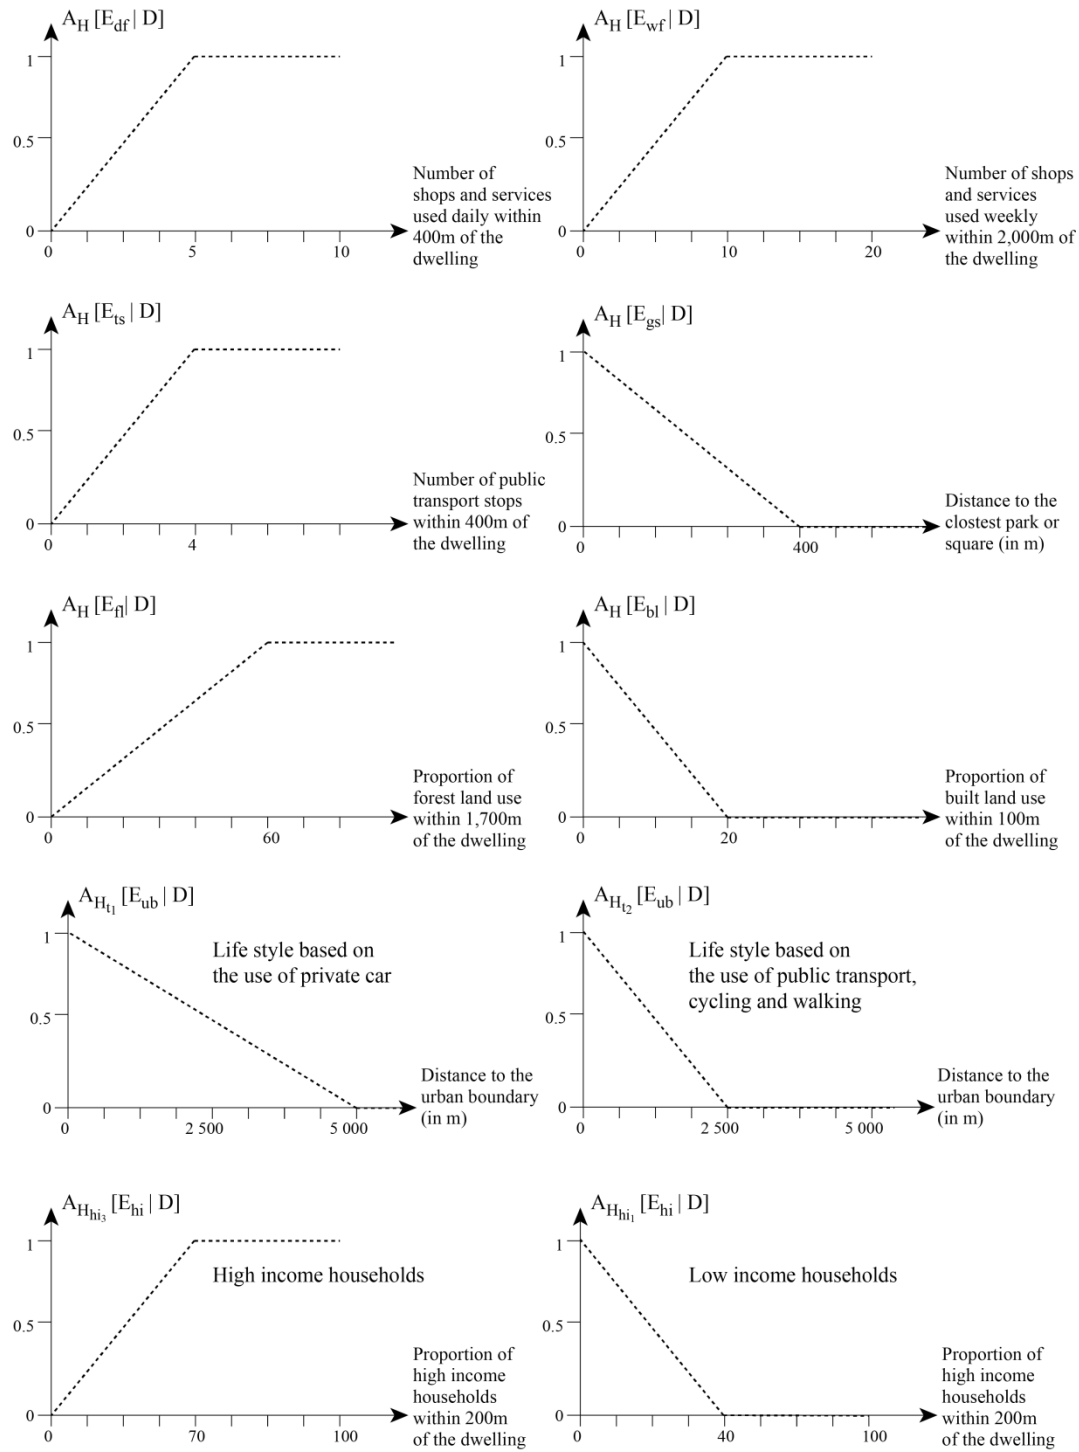 A_H [E_df | D]
1
0.5
0
0
5
10
Number of
shops and services
used daily within
400m of the
dwelling
A_H [E_wf | D]
1
0.5
0
0
10
20
Number of shops
and services
used weekly
within 2,000m of
the dwelling
A_H [E_ts | D]
1
0.5
0
0
4
Number of public
transport stops
within 400m of
the dwelling
A_H [E_gs | D]
1
0.5
0
0
400
Distance to the
clostest park or
square (in m)
A_H [E_fl | D]
1
0.5
0
0
60
Proportion of
forest land use
within 1,700m
of the dwelling
A_H [E_bl | D]
1
0.5
0
0
20
Proportion of
built land use
within 100m
of the dwelling
A_H_t1 [E_ub | D]
1
0.5
0
0
2 500
5 000
Life style based on
the use of private car
Distance to the
urban boundary
(in m)
A_H_t2 [E_ub | D]
1
0.5
0
0
2 500
5 000
Life style based on
the use of public transport,
cycling and walking
Distance to the
urban boundary
(in m)
A_H_hi3 [E_hi | D]
1
0.5
0
0
70
100
High income households
Proportion of
high income
households
within 200m
of the dwelling
A_H_hi1 [E_hi | D]
1
0.5
0
0
40
100
Low income households
Proportion of
high income
households
within 200m
of the dwelling